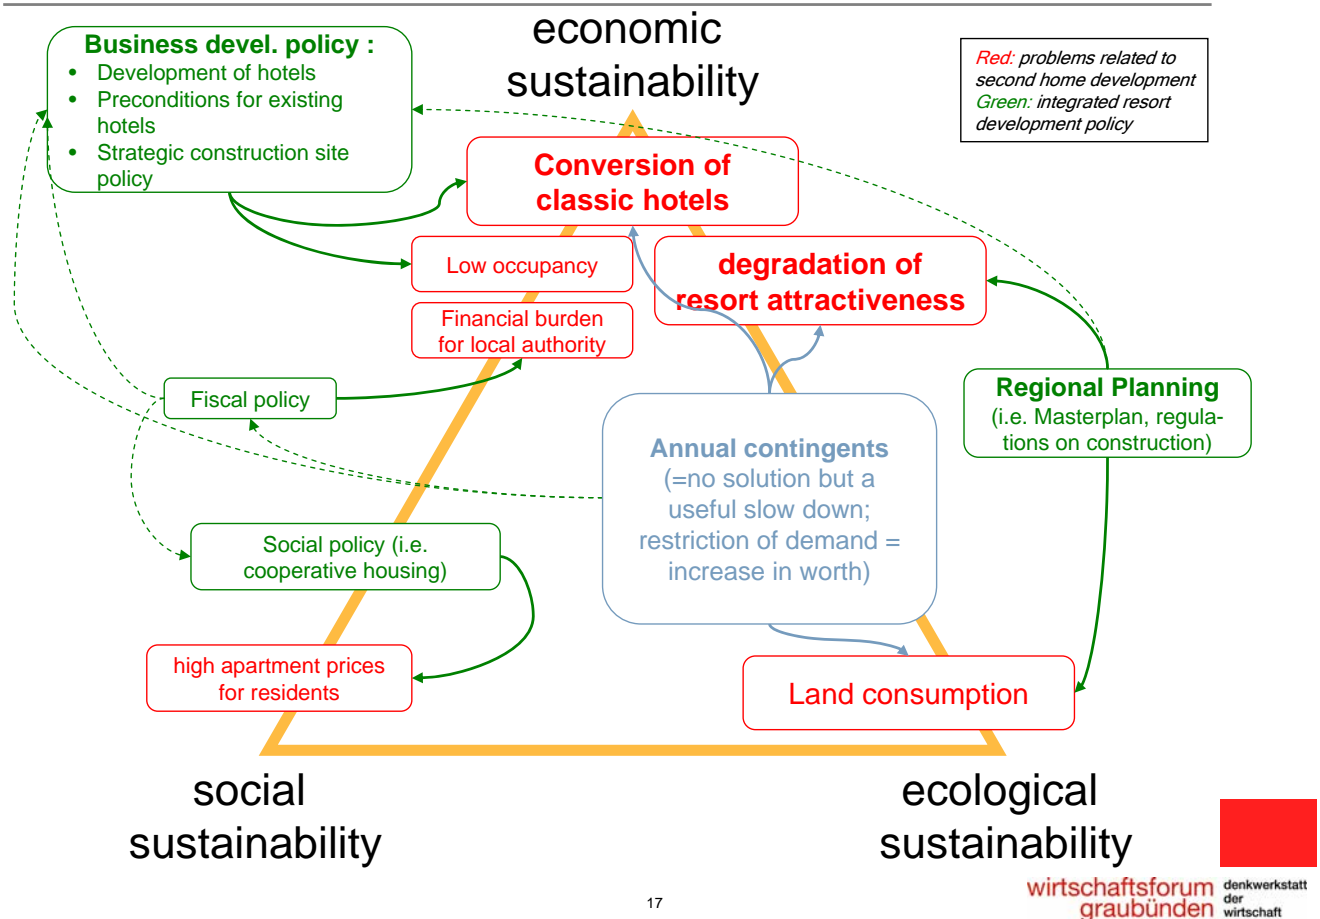 economic
sustainability
Business devel. policy :
• Development of hotels
• Preconditions for existing
hotels
• Strategic construction site
policy
Red: problems related to
second home development
Green: integrated resort
development policy
Conversion of
classic hotels
Low occupancy
degradation of
resort attractiveness
Financial burden
for local authority
Fiscal policy
Regional Planning
(i.e. Masterplan, regula-
tions on construction)
Annual contingents
(=no solution but a
useful slow down;
restriction of demand =
increase in worth)
Social policy (i.e.
cooperative housing)
high apartment prices
for residents
Land consumption
social
sustainability
ecological
sustainability
17
wirtschaftsforum
graubünden
denkwerkstatt
der
wirtschaft